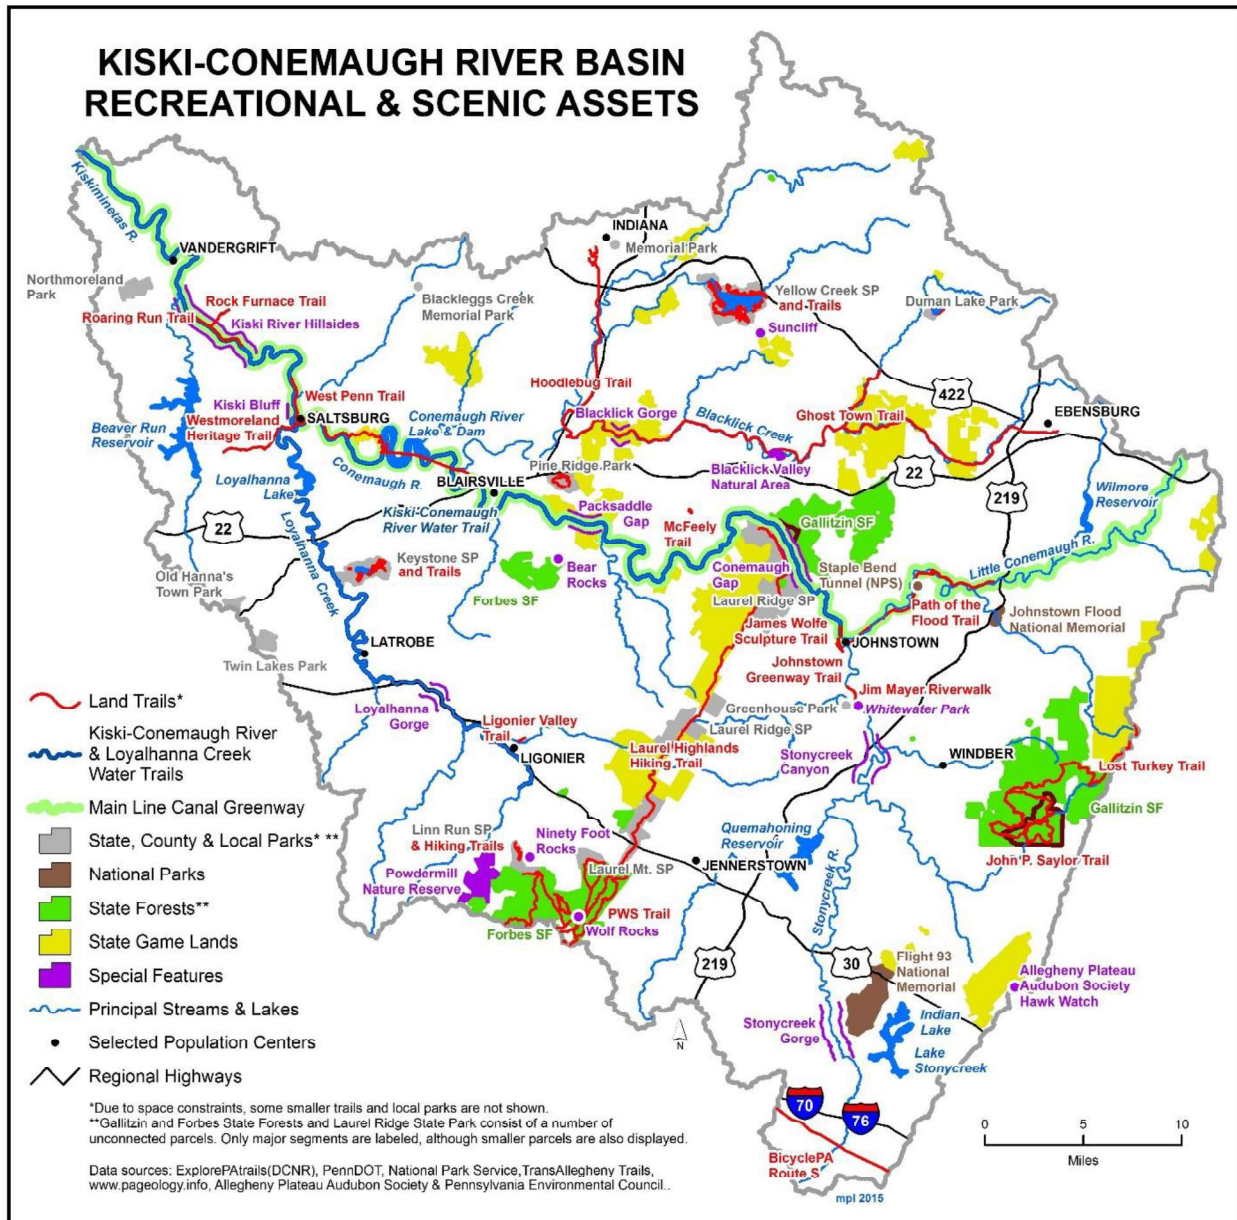 KISKI-CONEMAUGH RIVER BASIN
RECREATIONAL & SCENIC ASSETS
Kiskiminetas R.
VANDERGRIFT
INDIANA
Memorial Park
Northmoreland
Park
Rock Furnace Trail
Roaring Run Trail
Kiski River Hillsides
Blackleggs Creek
Memorial Park
Yellow Creek SP
and Trails
Suncliff
Duman Lake Park
Hoodlebug Trail
West Penn Trail
Kiski Bluff
SALTSBURG
Westmoreland
Heritage Trail
Beaver Run
Reservoir
Conemaugh River
Lake & Dam
Blacklick Gorge
Blacklick Creek
Ghost Town Trail
422
EBENSBURG
Loyalhanna
Lake
Conemaugh R.
BLAIRSVILLE
Pine Ridge Park
Blacklick Valley
Natural Area
22
219
Wilmore
Reservoir
22
Kiski-Conemaugh
River Water Trail
Packsaddle
Gap
McFeely
Trail
Gallitzin SF
Loyalhanna Creek
Little Conemaugh R.
Old Hanna's
Town Park
Keystone SP
and Trails
Bear
Rocks
Forbes SF
Conemaugh
Gap
Staple Bend
Tunnel (NPS)
Laurel Ridge SP
Path of the
Flood Trail
Johnstown Flood
National Memorial
James Wolfe
Sculpture Trail
JOHNSTOWN
Johnstown
Greenway Trail
Twin Lakes Park
LATROBE
Jim Mayer Riverwalk
Whitewater Park
Greenhouse Park
Laurel Ridge SP
Loyalhanna
Gorge
Ligonier Valley
Trail
LIGONIER
Laurel Highlands
Hiking Trail
Stonycreek
Canyon
WINDBER
Lost Turkey Trail
Gallitzin SF
John P. Saylor Trail
Linn Run SP
& Hiking Trails
Ninety Foot
Rocks
Powdermill
Nature Reserve
Laurel Mt. SP
Quemahoning
Reservoir
JENNERSTOWN
Stonycreek R.
PWS Trail
Wolf Rocks
Forbes SF
219
30
Flight 93
National
Memorial
Allegheny Plateau
Audubon Society
Hawk Watch
Indian
Lake
Lake
Stonycreek
Stonycreek
Gorge
N
70
76
BicyclePA
Route S
mpl 2015
0 5 10
Miles
Land Trails*
Kiski-Conemaugh River
& Loyalhanna Creek
Water Trails
Main Line Canal Greenway
State, County & Local Parks* **
National Parks
State Forests**
State Game Lands
Special Features
Principal Streams & Lakes
Selected Population Centers
Regional Highways
*Due to space constraints, some smaller trails and local parks are not shown.
**Gallitzin and Forbes State Forests and Laurel Ridge State Park consist of a number of
unconnected parcels. Only major segments are labeled, although smaller parcels are also displayed.
Data sources: ExplorePAtrails(DCNR), PennDOT, National Park Service,TransAllegheny Trails,
www.pageology.info, Allegheny Plateau Audubon Society & Pennsylvania Environmental Council..